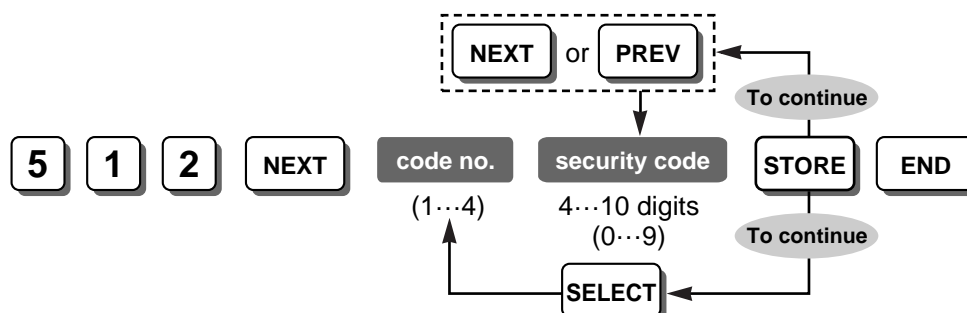 NEXT or PREV
To continue
5 1 2 NEXT code no. security code STORE END
(1···4) 4···10 digits
(0···9) To continue
SELECT